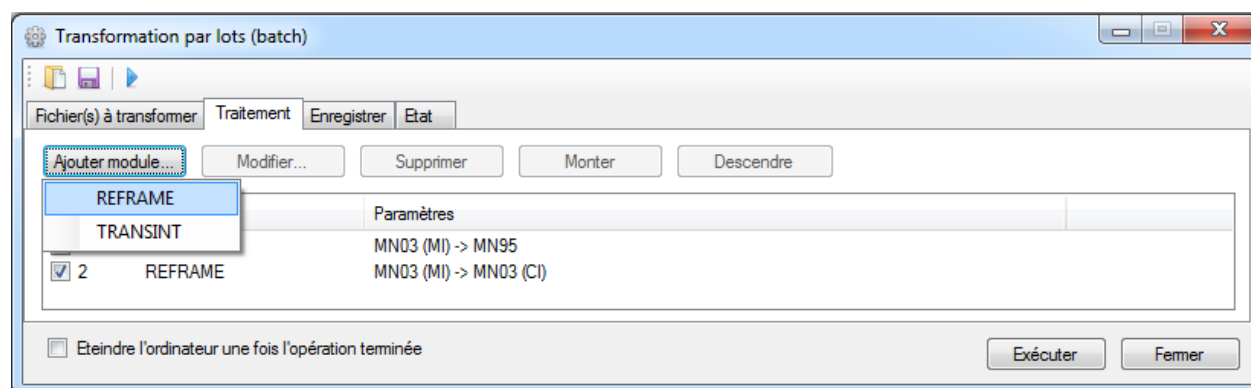 Transformation par lots (batch)
Fichier(s) à transformer Traitement Enregistrer Etat
Ajouter module... Modifier... Supprimer Monter Descendre
REFRAME
Paramètres
TRANSINT
MN03 (MI) -> MN95
2 REFRAME MN03 (MI) -> MN03 (CI)
Eteindre l'ordinateur une fois l'opération terminée
Exécuter Fermer